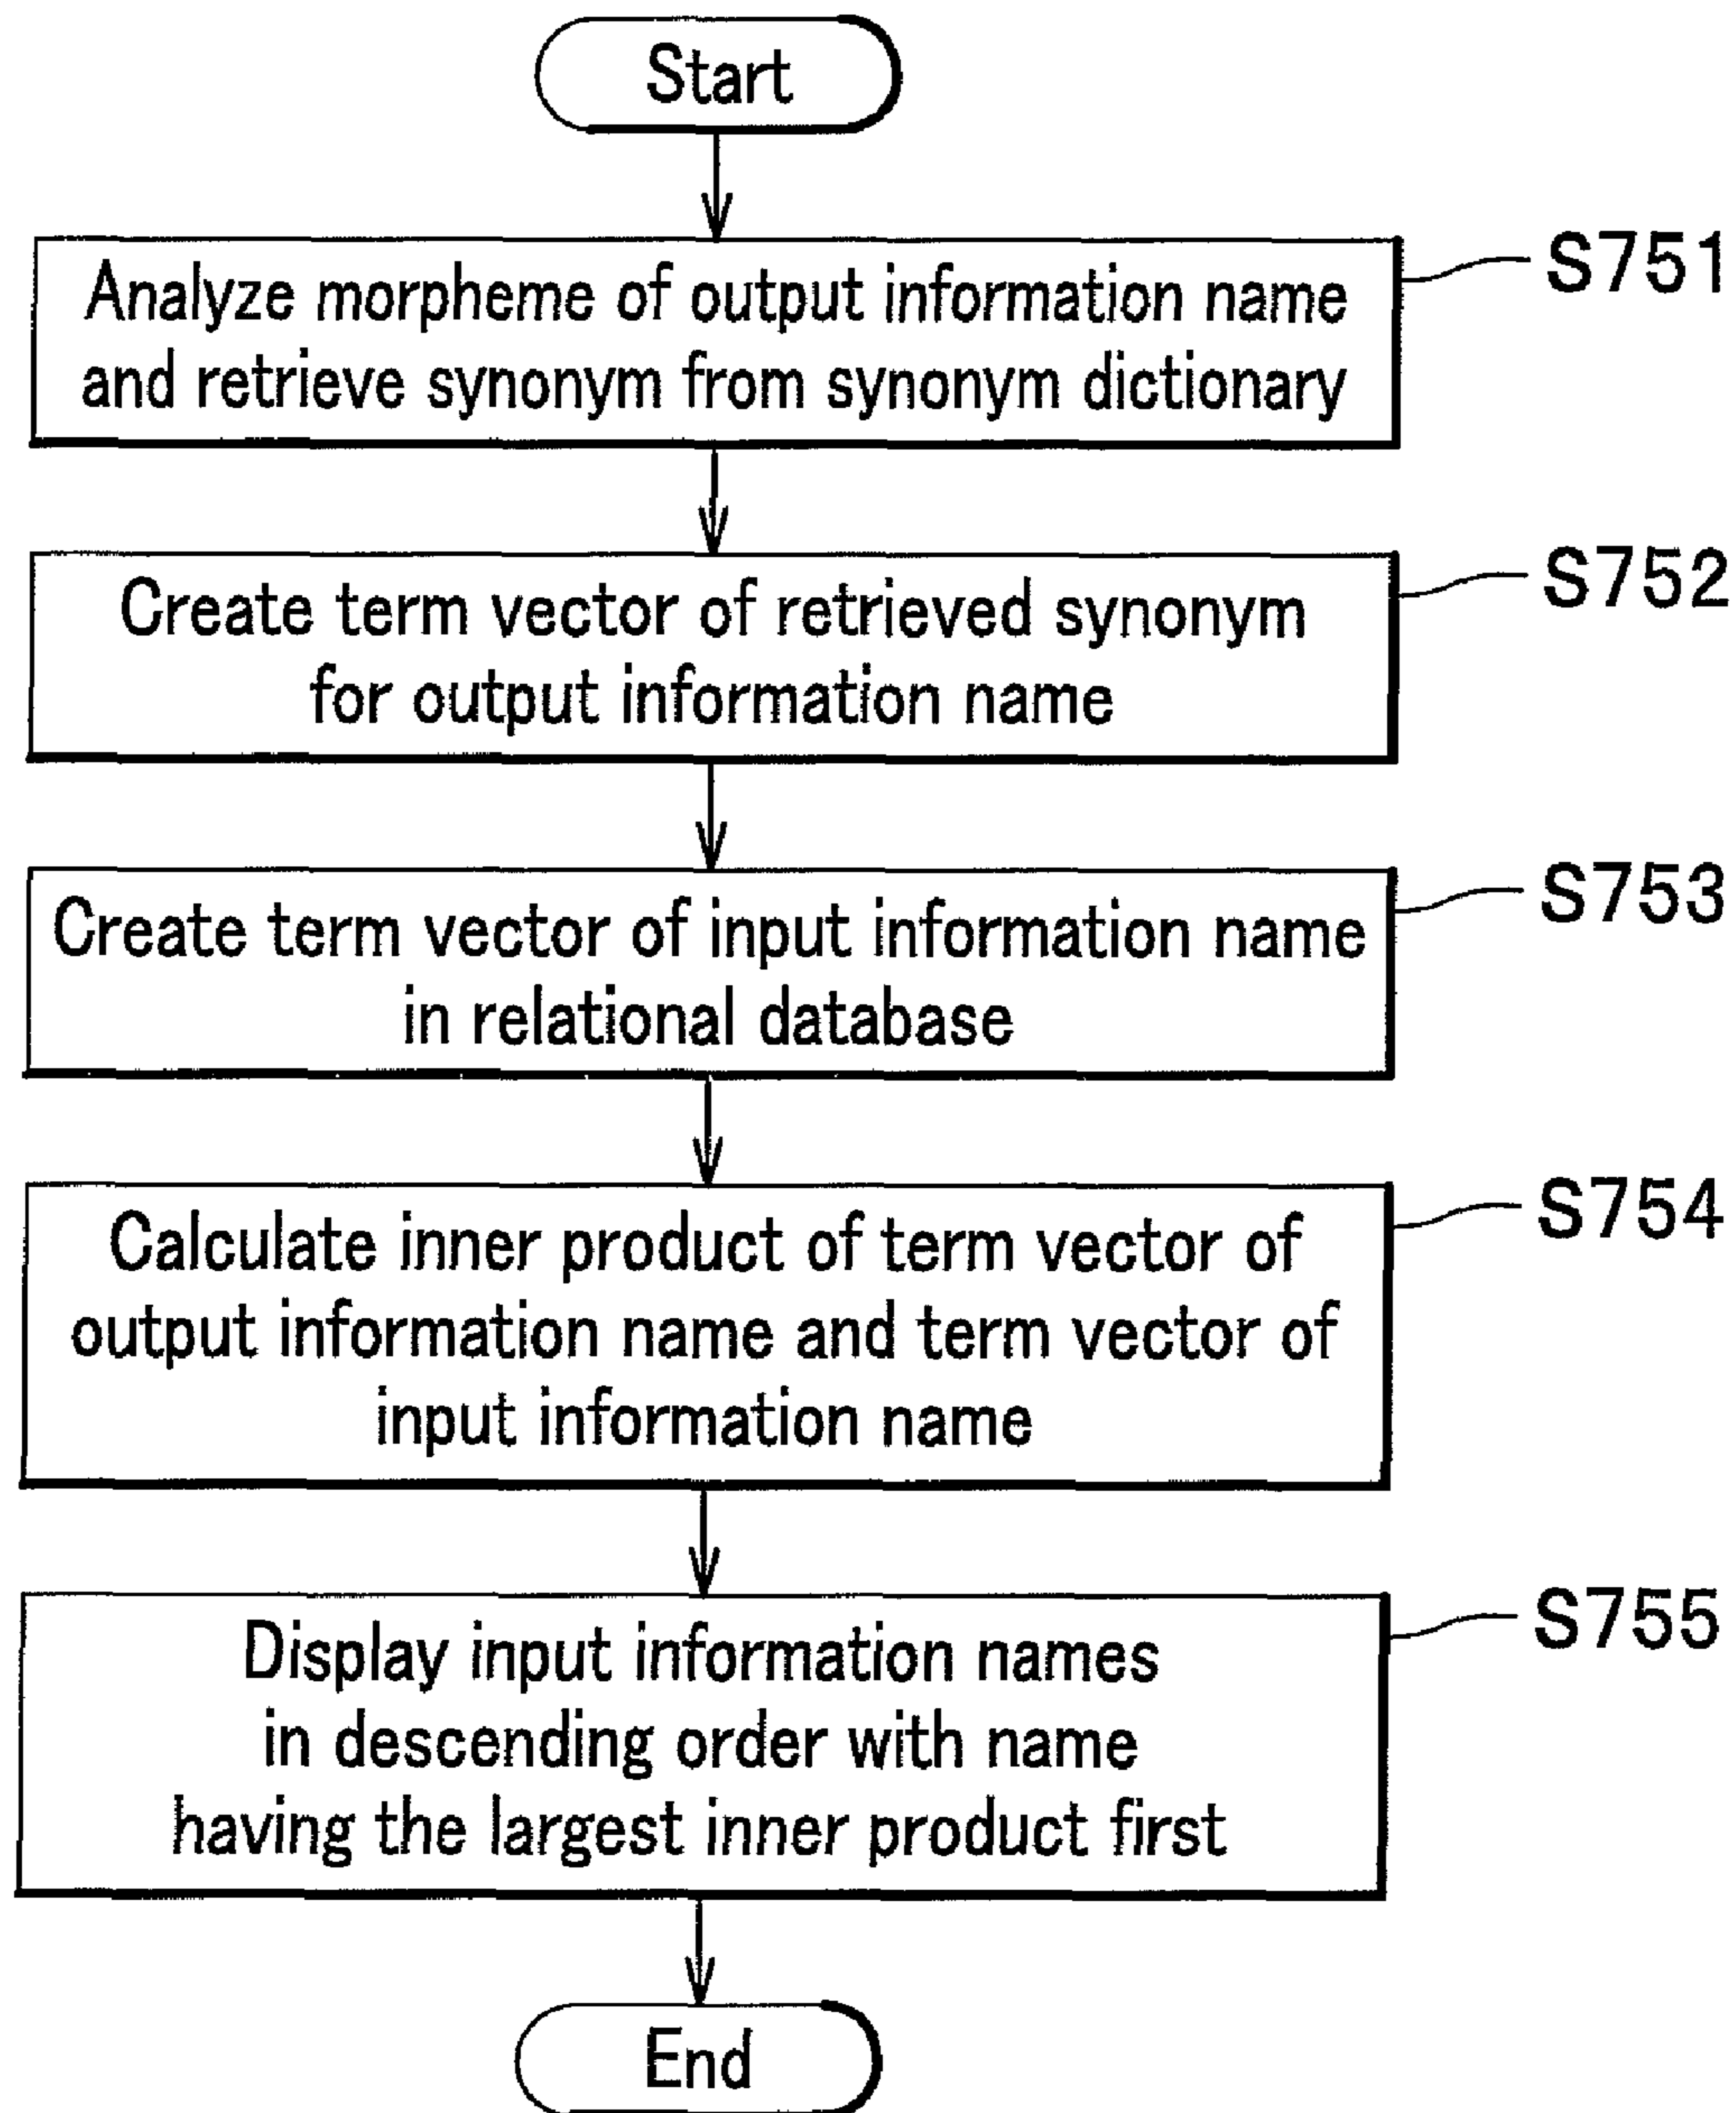 Start
Analyze morpheme of output information name
and retrieve synonym from synonym dictionary
S751
Create term vector of retrieved synonym
for output information name
S752
Create term vector of input information name
in relational database
S753
Calculate inner product of term vector of
output information name and term vector of
input information name
S754
Display input information names
in descending order with name
having the largest inner product first
S755
End